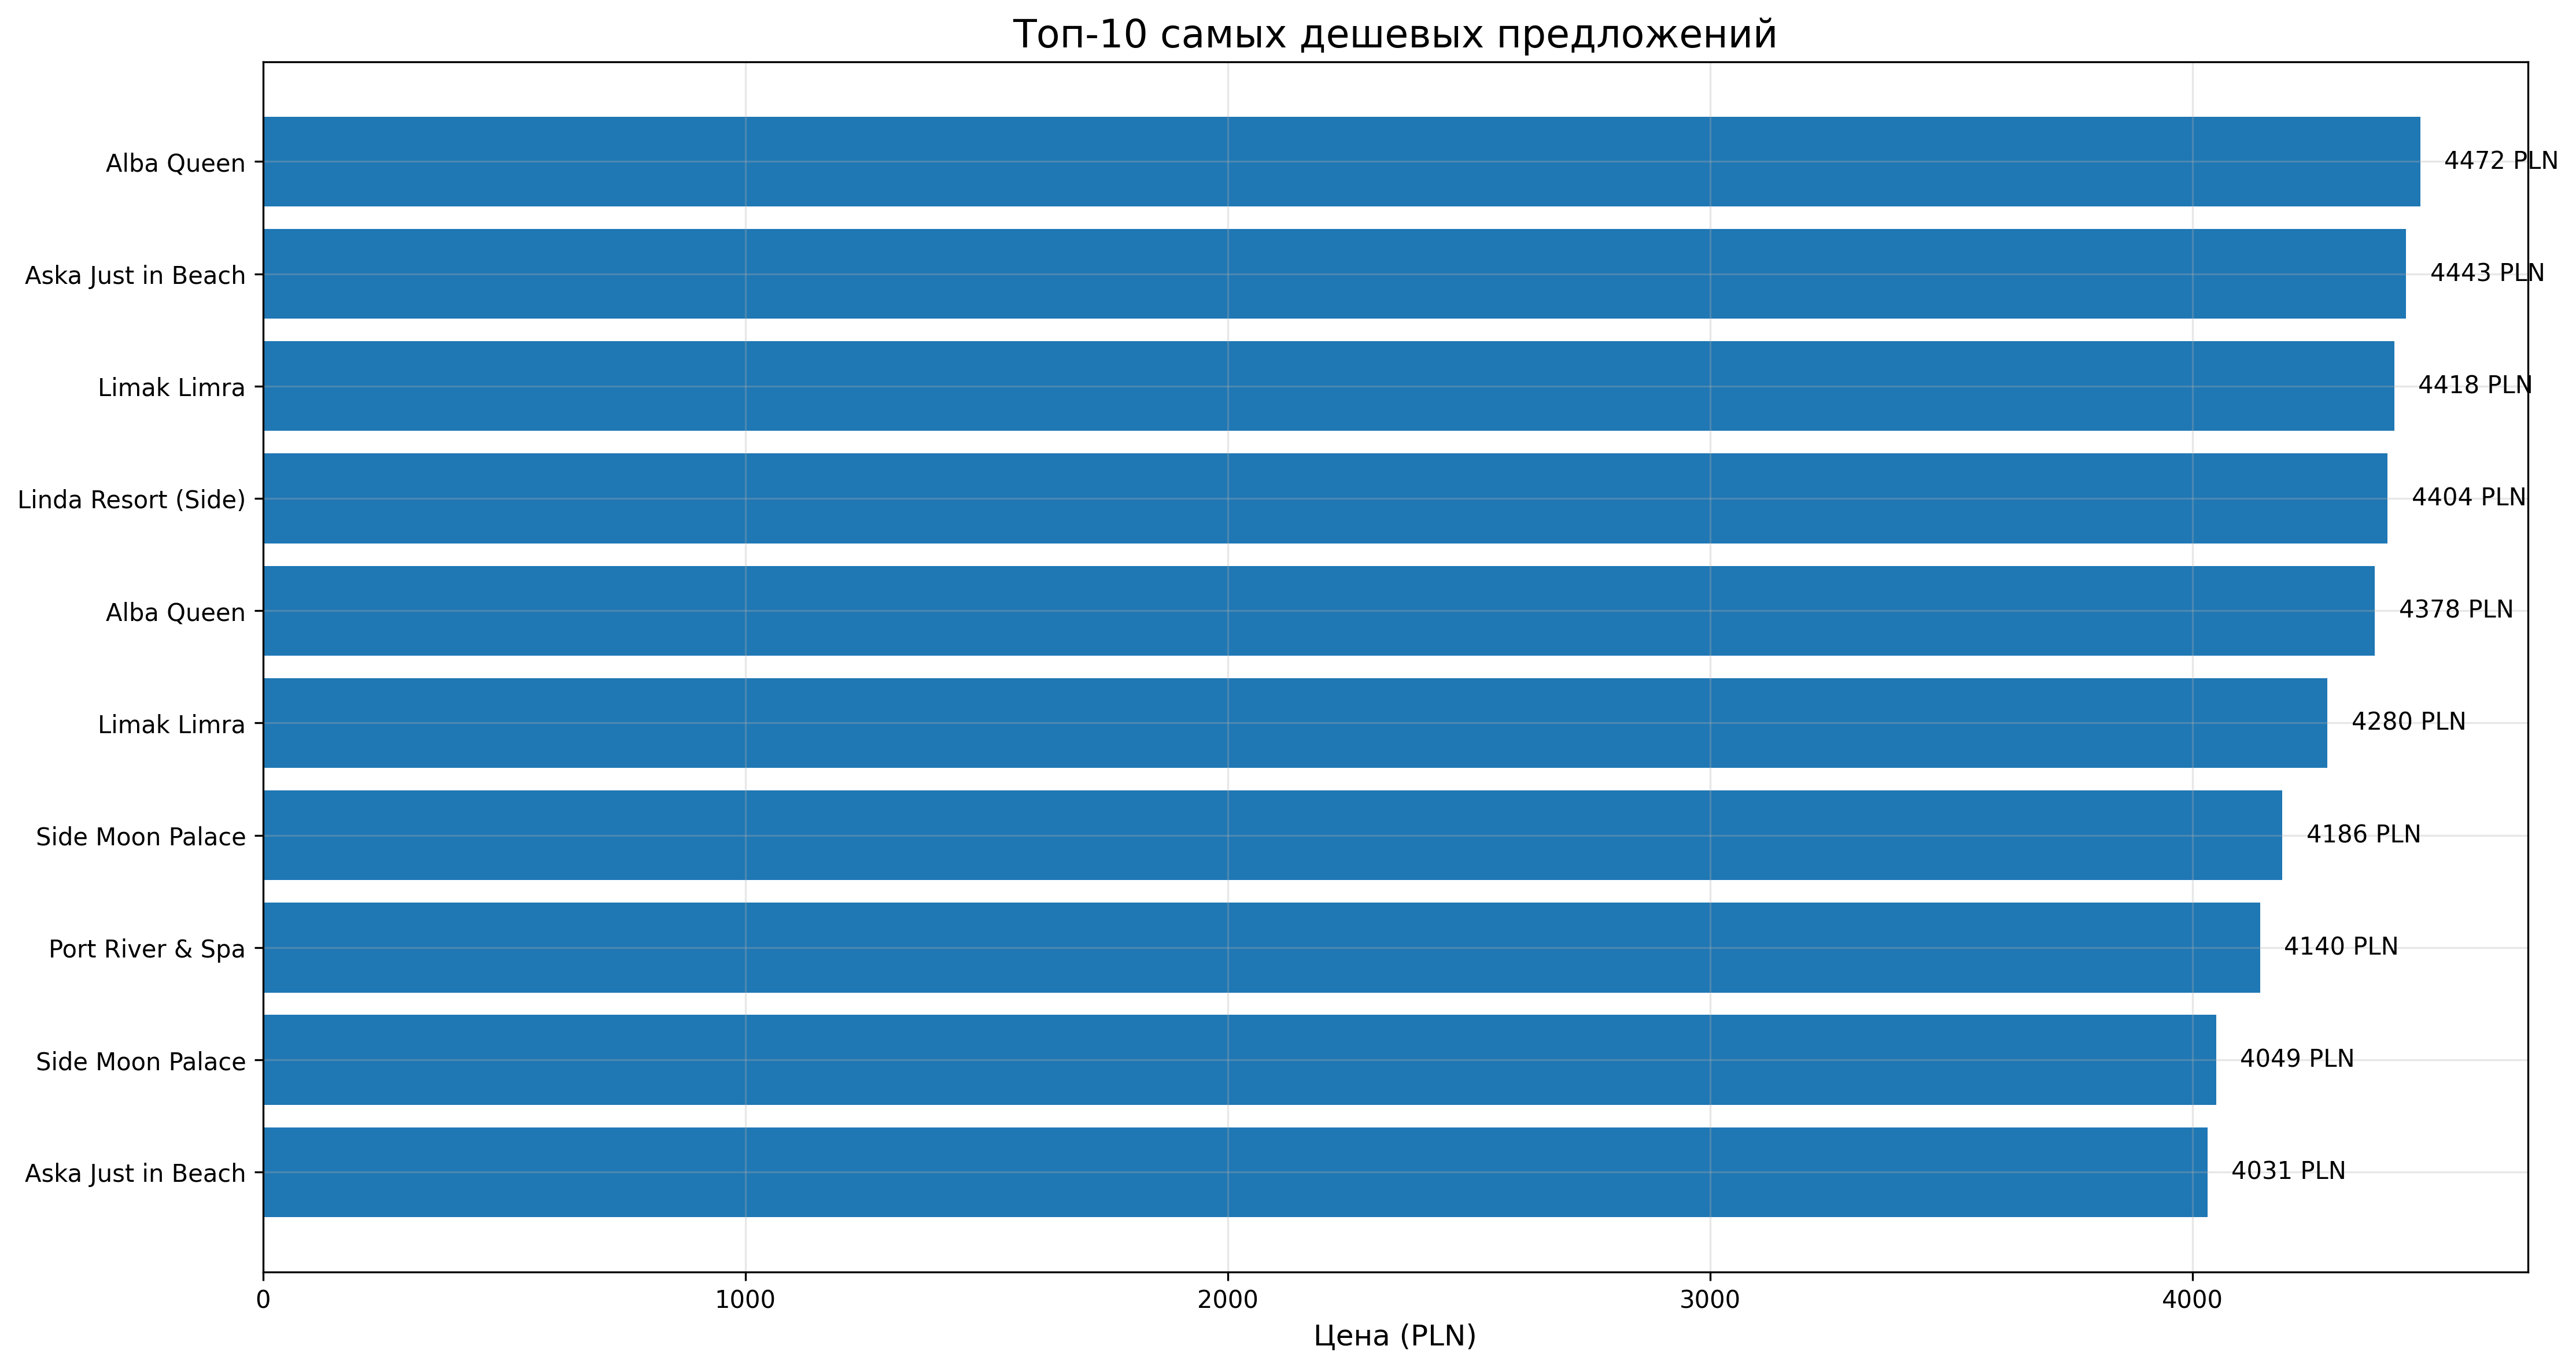 Топ-10 самых дешевых предложений
Alba Queen 4472 PLN
Aska Just in Beach 4443 PLN
Limak Limra 4418 PLN
Linda Resort (Side) 4404 PLN
Alba Queen 4378 PLN
Limak Limra 4280 PLN
Side Moon Palace 4186 PLN
Port River & Spa 4140 PLN
Side Moon Palace 4049 PLN
Aska Just in Beach 4031 PLN
0 1000 2000 3000 4000
Цена (PLN)